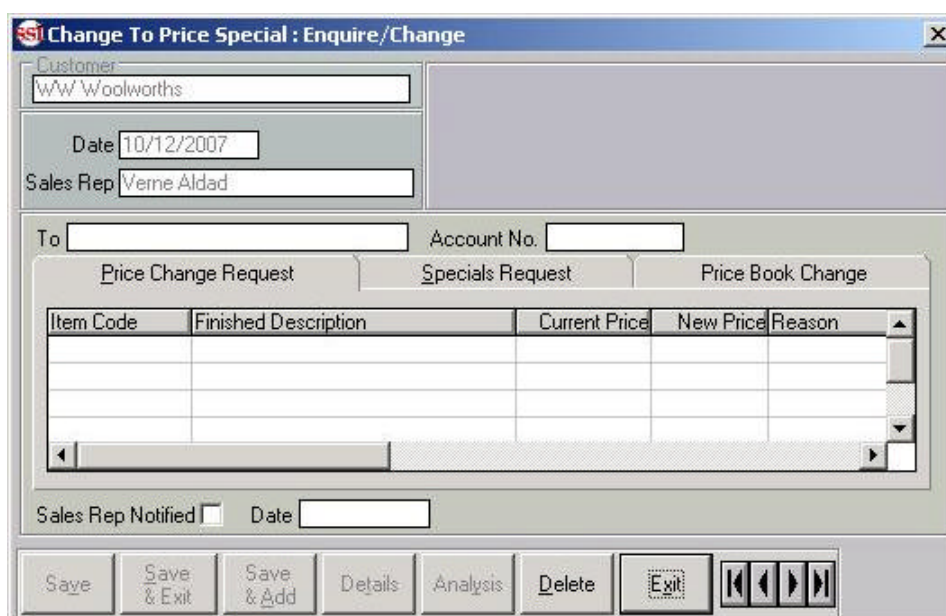 Change To Price Special : Enquire/Change
Customer
WW Woolworths
Date 10/12/2007
Sales Rep Verne Aldad
To Account No.
Price Change Request Specials Request Price Book Change
Item Code Finished Description Current Price New Price Reason
Sales Rep Notified Date
Save Save & Exit Save & Add Details Analysis Delete Exit